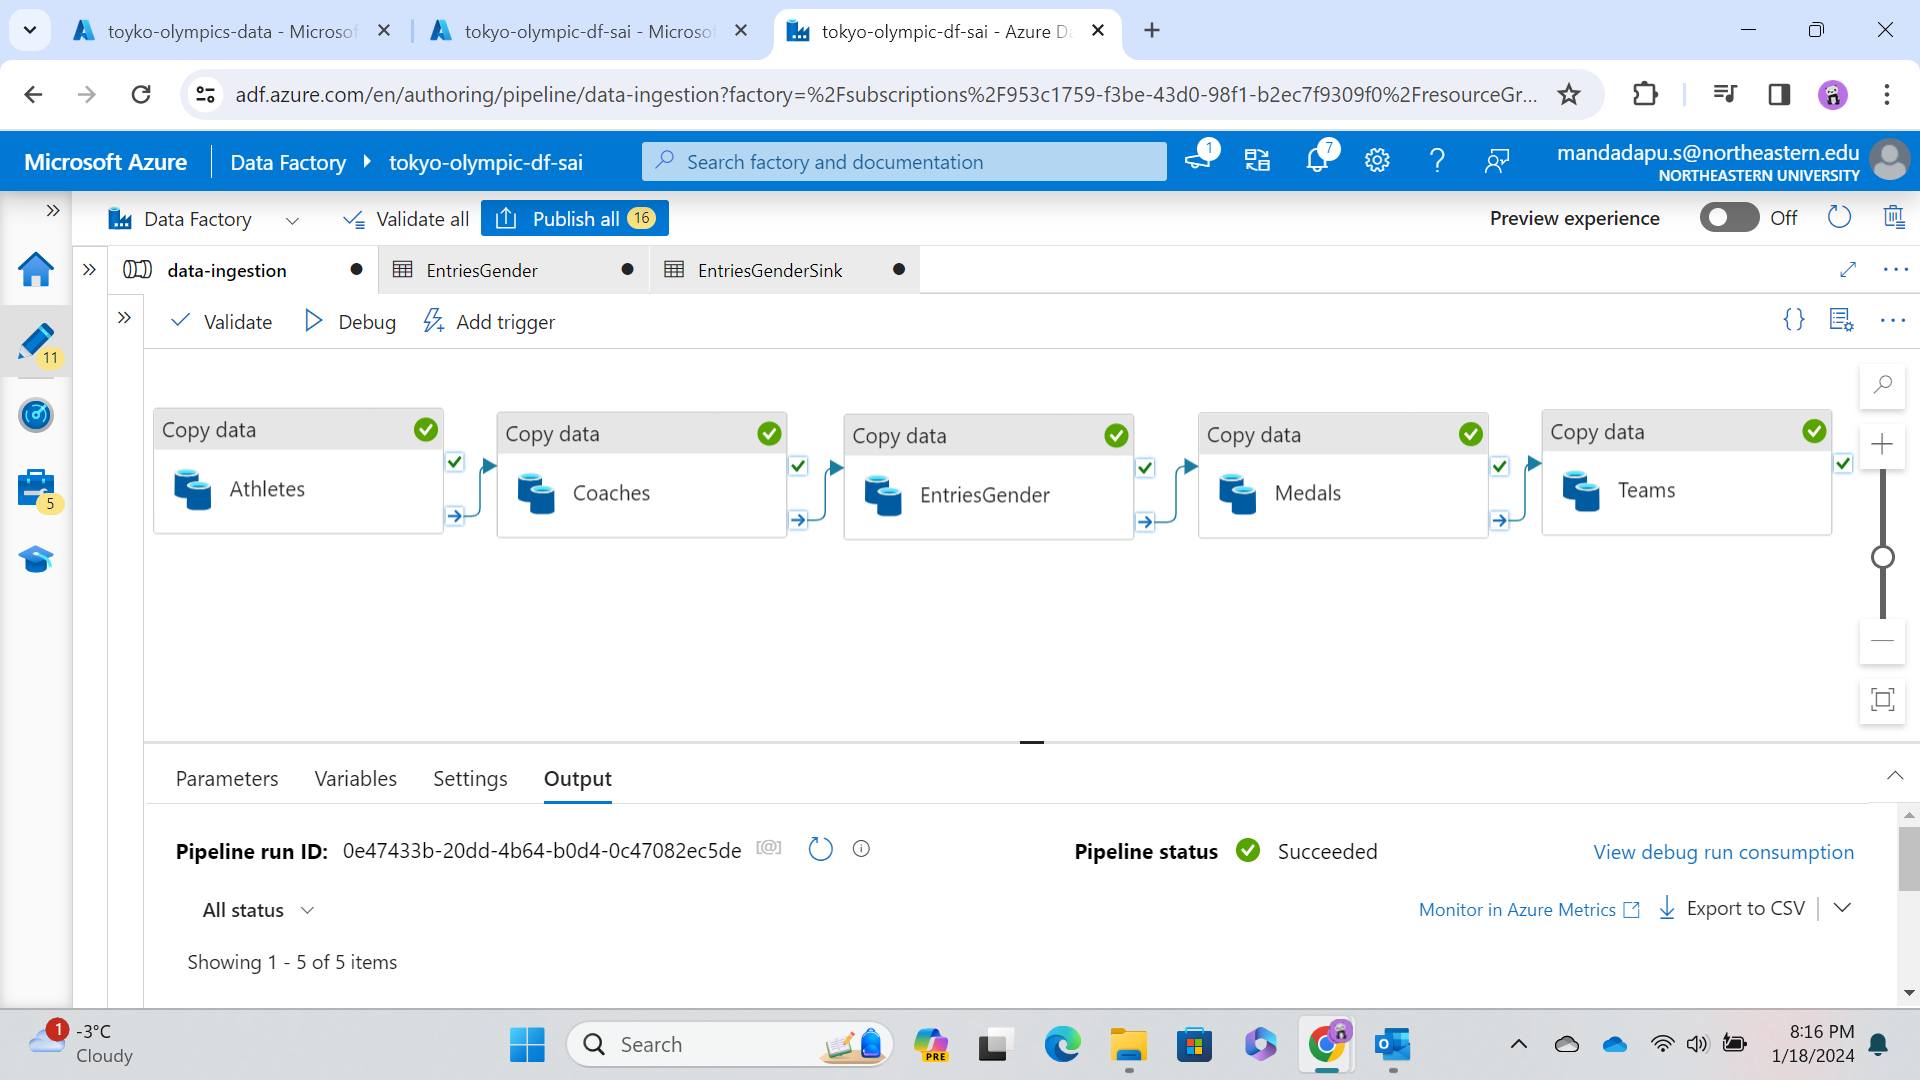 toyko-olympics-data - Microsof
tokyo-olympic-df-sai - Microsof
tokyo-olympic-df-sai - Azure Da
adf.azure.com/en/authoring/pipeline/data-ingestion?factory=%2Fsubscriptions%2F953c1759-f3be-43d0-98f1-b2ec7f9309f0%2FresourceGr...
Microsoft Azure
Data Factory
tokyo-olympic-df-sai
Search factory and documentation
1
7
mandadapu.s@northeastern.edu
NORTHEASTERN UNIVERSITY
Data Factory
Validate all
Publish all 16
Preview experience
Off
data-ingestion
EntriesGender
EntriesGenderSink
Validate
Debug
Add trigger
{}
11
5
Copy data
Athletes
Copy data
Coaches
Copy data
EntriesGender
Copy data
Medals
Copy data
Teams
Parameters
Variables
Settings
Output
Pipeline run ID: 0e47433b-20dd-4b64-b0d4-0c47082ec5de [@]
Pipeline status
Succeeded
View debug run consumption
All status
Monitor in Azure Metrics
Export to CSV
Showing 1 - 5 of 5 items
1
-3°C
Cloudy
Search
PRE
8:16 PM
1/18/2024